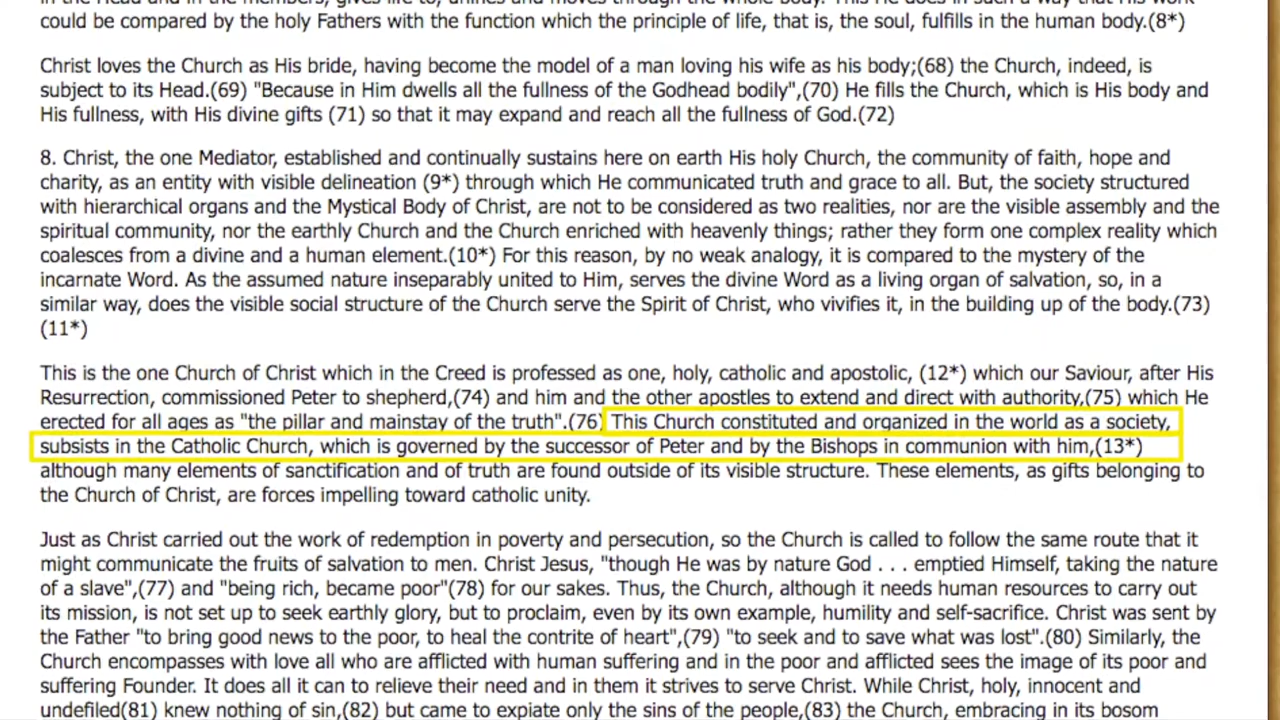 in the Head and in the members, gives life to, unifies and moves through the whole body. This He does in such a way that His work
could be compared by the holy Fathers with the function which the principle of life, that is, the soul, fulfills in the human body.(8*)
Christ loves the Church as His bride, having become the model of a man loving his wife as his body;(68) the Church, indeed, is
subject to its Head.(69) "Because in Him dwells all the fullness of the Godhead bodily",(70) He fills the Church, which is His body and
His fullness, with His divine gifts (71) so that it may expand and reach all the fullness of God.(72)
8. Christ, the one Mediator, established and continually sustains here on earth His holy Church, the community of faith, hope and
charity, as an entity with visible delineation (9*) through which He communicated truth and grace to all. But, the society structured
with hierarchical organs and the Mystical Body of Christ, are not to be considered as two realities, nor are the visible assembly and the
spiritual community, nor the earthly Church and the Church enriched with heavenly things; rather they form one complex reality which
coalesces from a divine and a human element.(10*) For this reason, by no weak analogy, it is compared to the mystery of the
incarnate Word. As the assumed nature inseparably united to Him, serves the divine Word as a living organ of salvation, so, in a
similar way, does the visible social structure of the Church serve the Spirit of Christ, who vivifies it, in the building up of the body.(73)
(11*)
This is the one Church of Christ which in the Creed is professed as one, holy, catholic and apostolic, (12*) which our Saviour, after His
Resurrection, commissioned Peter to shepherd,(74) and him and the other apostles to extend and direct with authority,(75) which He
erected for all ages as "the pillar and mainstay of the truth".(76) This Church constituted and organized in the world as a society,
subsists in the Catholic Church, which is governed by the successor of Peter and by the Bishops in communion with him,(13*)
although many elements of sanctification and of truth are found outside of its visible structure. These elements, as gifts belonging to
the Church of Christ, are forces impelling toward catholic unity.
Just as Christ carried out the work of redemption in poverty and persecution, so the Church is called to follow the same route that it
might communicate the fruits of salvation to men. Christ Jesus, "though He was by nature God . . . emptied Himself, taking the nature
of a slave",(77) and "being rich, became poor"(78) for our sakes. Thus, the Church, although it needs human resources to carry out
its mission, is not set up to seek earthly glory, but to proclaim, even by its own example, humility and self-sacrifice. Christ was sent by
the Father "to bring good news to the poor, to heal the contrite of heart",(79) "to seek and to save what was lost".(80) Similarly, the
Church encompasses with love all who are afflicted with human suffering and in the poor and afflicted sees the image of its poor and
suffering Founder. It does all it can to relieve their need and in them it strives to serve Christ. While Christ, holy, innocent and
undefiled(81) knew nothing of sin,(82) but came to expiate only the sins of the people,(83) the Church, embracing in its bosom